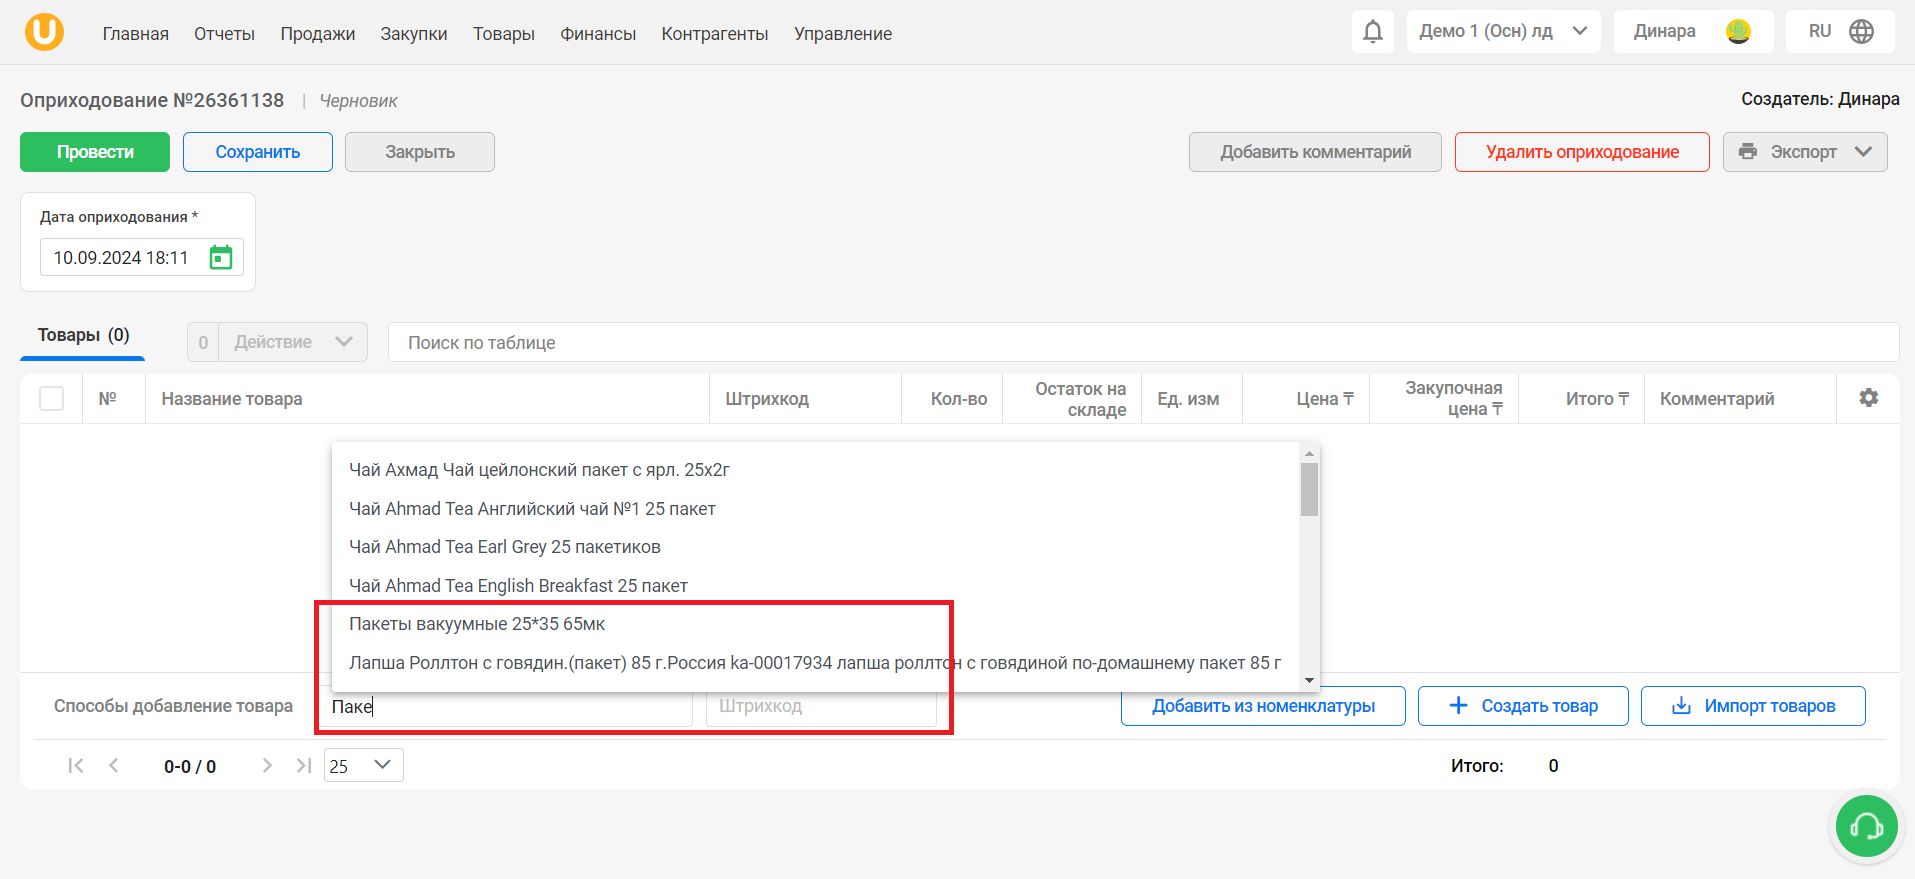 Главная Отчеты Продажи Закупки Товары Финансы Контрагенты Управление Демо 1 (Осн) лд Динара RU
Оприходование №26361138 | Черновик
Создатель: Динара
Провести Сохранить Закрыть Добавить комментарий Удалить оприходование Экспорт
Дата оприходования *
10.09.2024 18:11
Товары (0) 0 Действие Поиск по таблице
№ Название товара Штрихкод Кол-во Остаток на складе Ед. изм Цена ₸ Закупочная цена ₸ Итого ₸ Комментарий
Чай Ахмад Чай цейлонский пакет с ярл. 25х2г
Чай Ahmad Tea Английский чай №1 25 пакет
Чай Ahmad Tea Earl Grey 25 пакетиков
Чай Ahmad Tea English Breakfast 25 пакет
Пакеты вакуумные 25*35 65мк
Лапша Роллтон с говядин.(пакет) 85 г.Россия ka-00017934 лапша роллтон с говядиной по-домашнему пакет 85 г
Способы добавление товара Паке Штрихкод Добавить из номенклатуры Создать товар Импорт товаров
0-0 / 0 25 Итого: 0